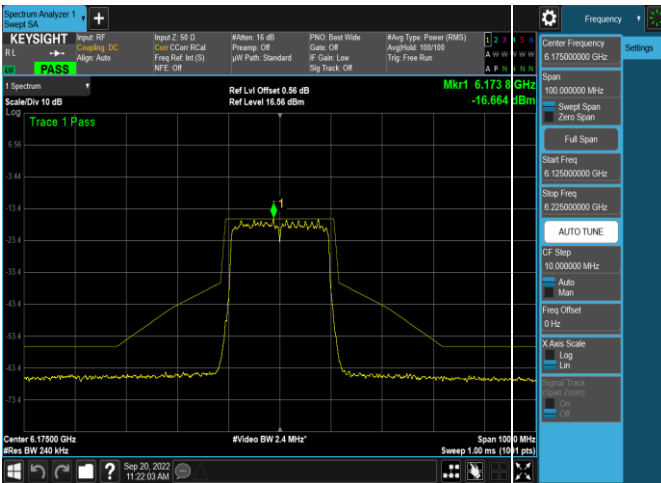 Spectrum Analyzer 1
Swept SA
Frequency
KEYSIGHT
R L
LW
PASS
Input: RF
Coupling: DC
Align: Auto
Input Z: 50 Ω
Corr CCorr RCal
Freq Ref: Int (S)
NFE: Off
#Atten: 16 dB
Preamp: Off
µW Path: Standard
PNO: Best Wide
Gate: Off
IF Gain: Low
Sig Track: Off
#Avg Type: Power (RMS)
Avg|Hold: 100/100
Trig: Free Run
1 2 3 4 5 6
A W W W W W
A P N N N N
1 Spectrum
Scale/Div 10 dB
Log
Ref Lvl Offset 0.56 dB
Ref Level 16.56 dBm
Mkr1 6.173 8 GHz
-16.664 dBm
Trace 1 Pass
6.56
-3.44
-13.4
-23.4
-33.4
-43.4
-53.4
-63.4
-73.4
1
Center 6.17500 GHz
#Res BW 240 kHz
#Video BW 2.4 MHz*
Span 100.0 MHz
Sweep 1.00 ms (1001 pts)
Sep 20, 2022
11:22:03 AM
Center Frequency
6.175000000 GHz
Settings
Span
100.000000 MHz
Swept Span
Zero Span
Full Span
Start Freq
6.125000000 GHz
Stop Freq
6.225000000 GHz
AUTO TUNE
CF Step
10.000000 MHz
Auto
Man
Freq Offset
0 Hz
X Axis Scale
Log
Lin
Signal Track
(Span Zoom)
On
Off